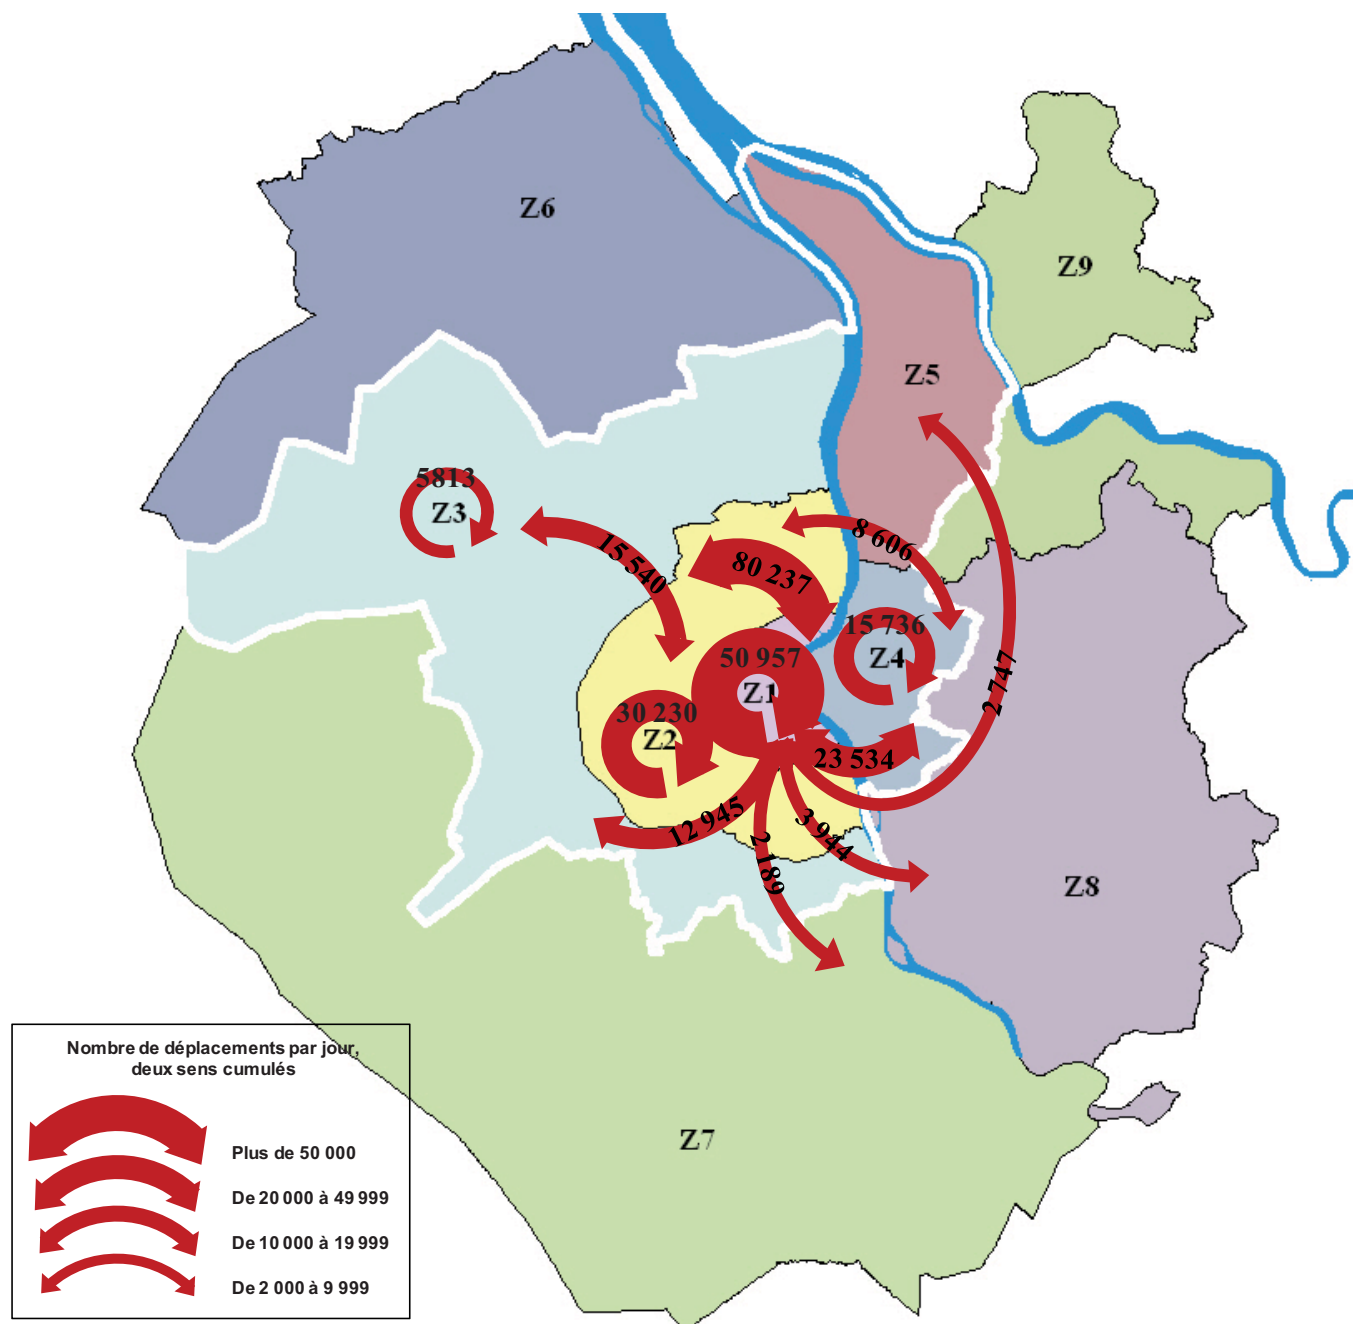 Z6
Z9
Z5
5813
Z3
15 540
80 237
8 606
15 736
Z4
50 957
Z1
2 747
30 230
Z2
23 534
12 945
3 944
2 189
Z8
Z7
Nombre de déplacements par jour,
deux sens cumulés
Plus de 50 000
De 20 000 à 49 999
De 10 000 à 19 999
De 2 000 à 9 999